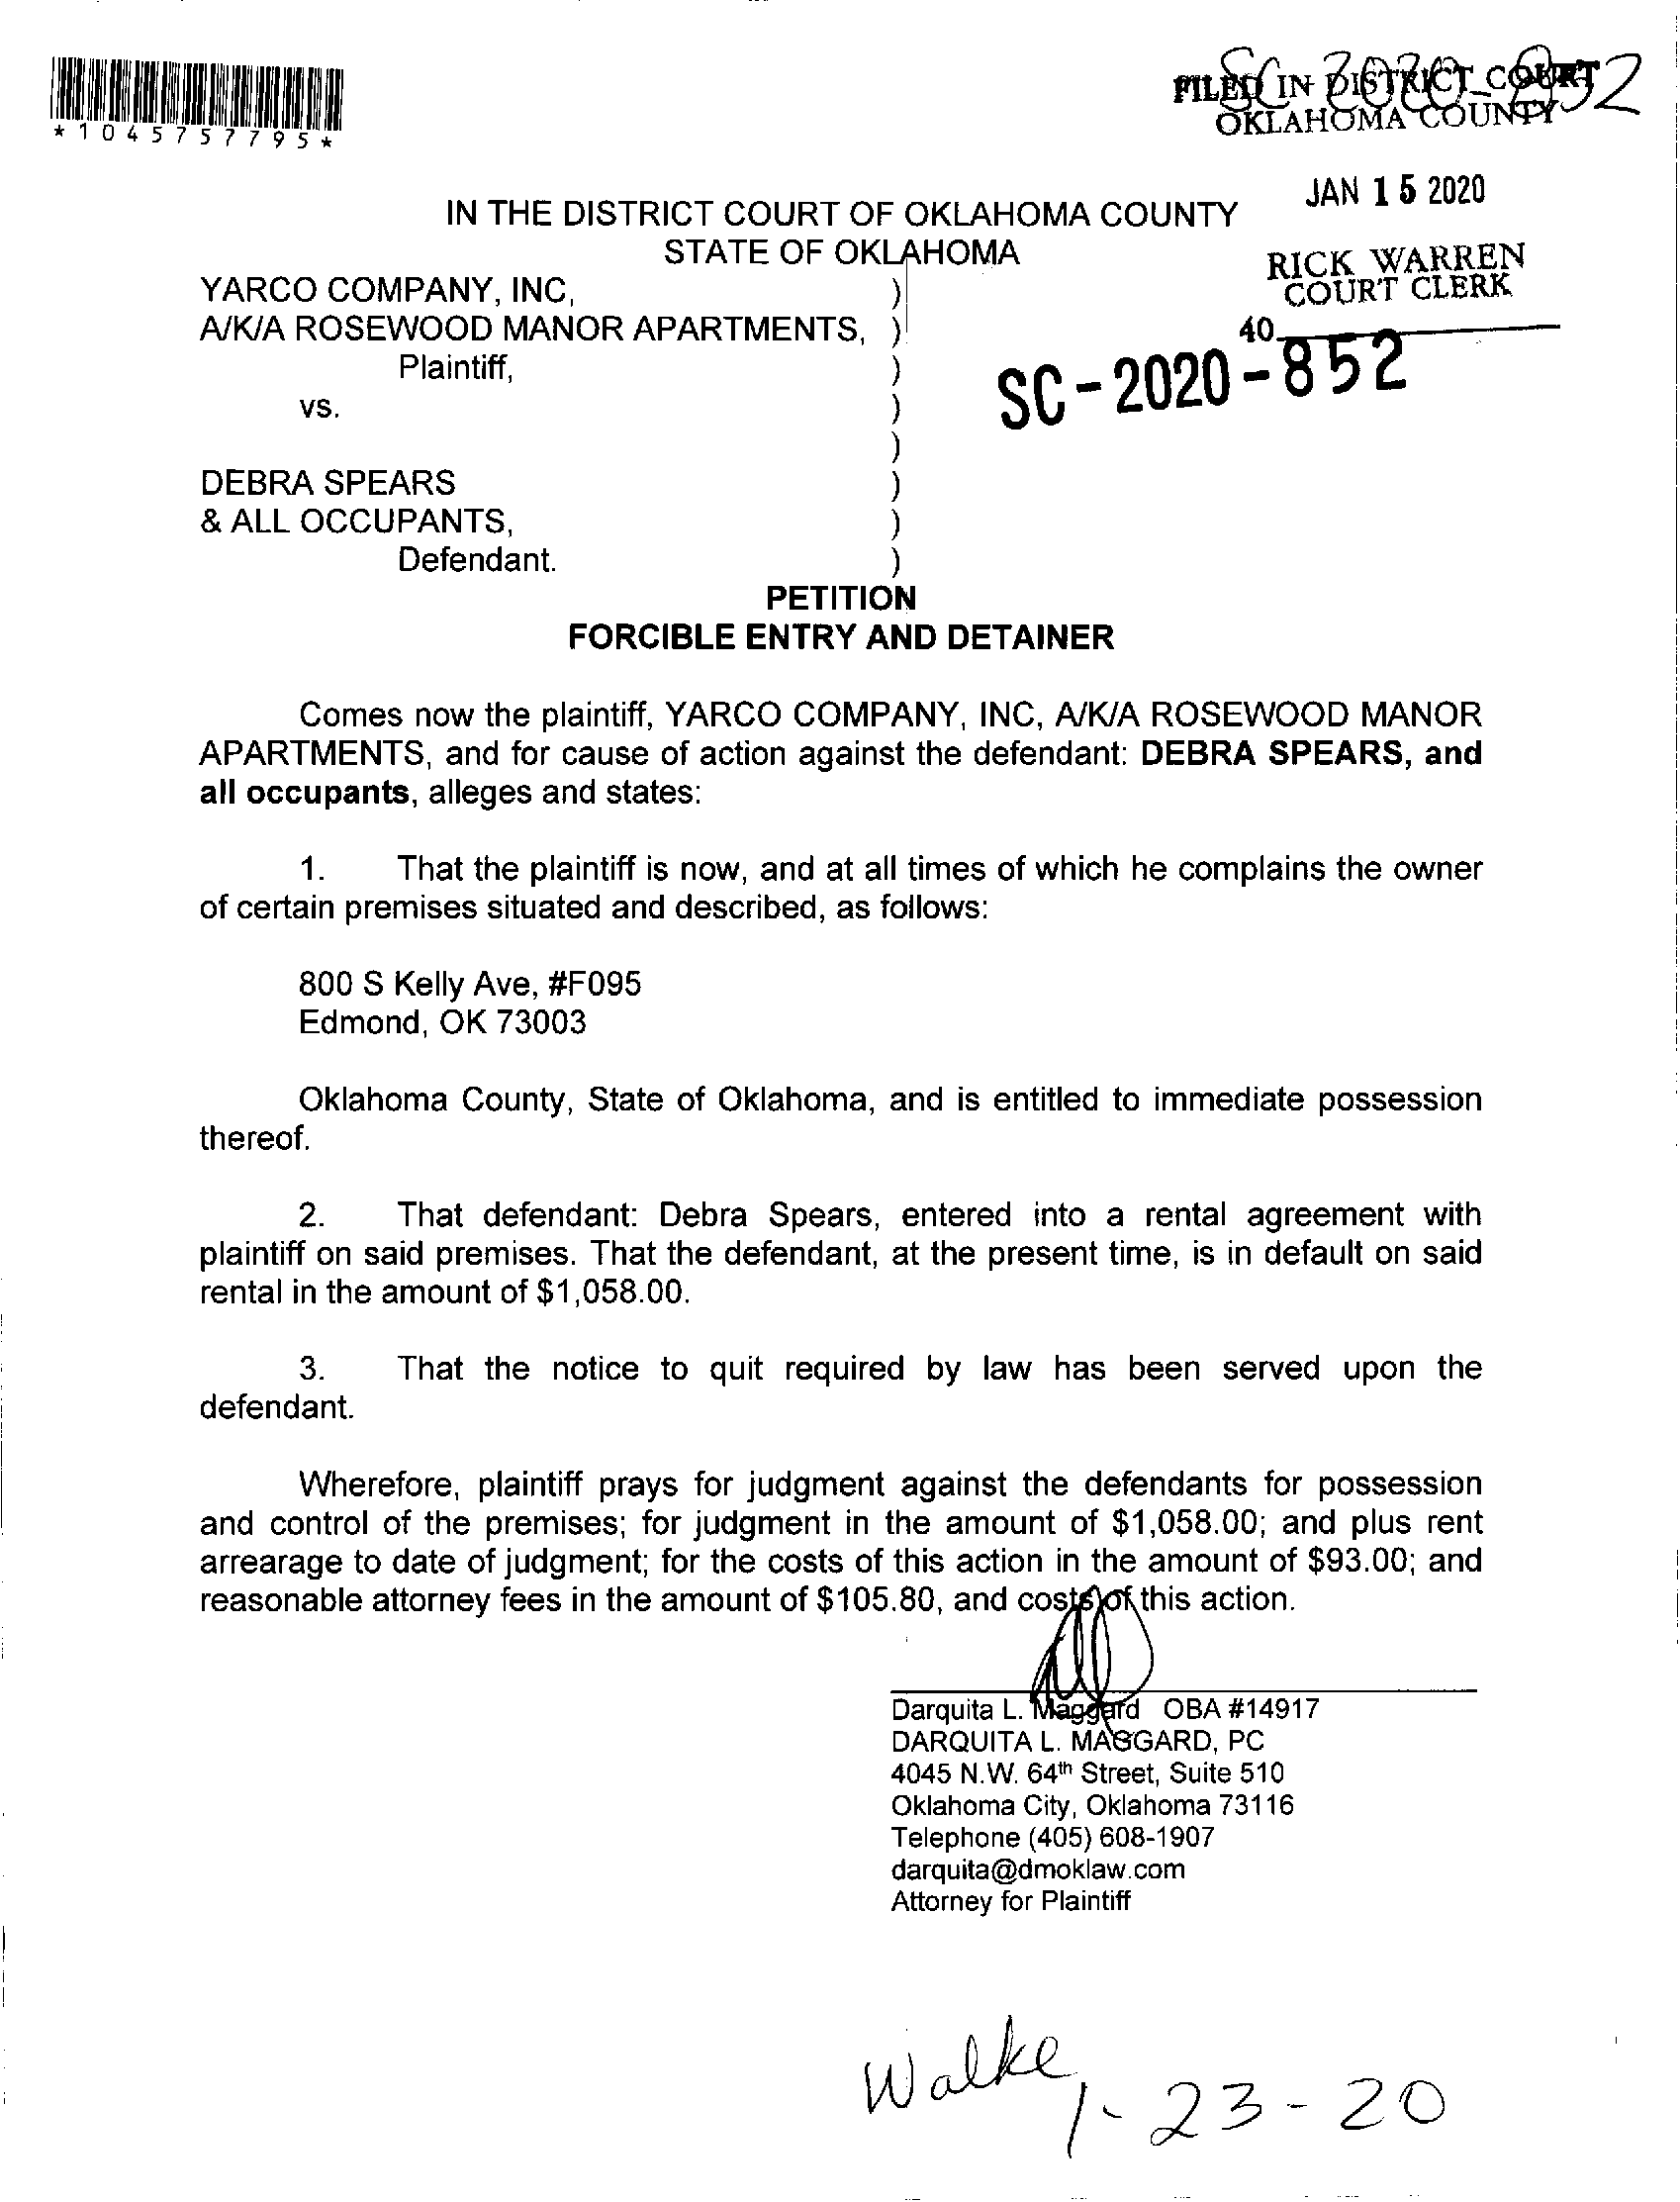 SC-2020-852
FILED IN DISTRICT COURT
OKLAHOMA COUNTY
*1045757795*
JAN 15 2020
IN THE DISTRICT COURT OF OKLAHOMA COUNTY
STATE OF OKLAHOMA
RICK WARREN
COURT CLERK
40
SC-2020-852
YARCO COMPANY, INC, )
A/K/A ROSEWOOD MANOR APARTMENTS, )
Plaintiff, )
vs. )
)
DEBRA SPEARS )
& ALL OCCUPANTS, )
Defendant. )
PETITION
FORCIBLE ENTRY AND DETAINER
Comes now the plaintiff, YARCO COMPANY, INC, A/K/A ROSEWOOD MANOR
APARTMENTS, and for cause of action against the defendant: DEBRA SPEARS, and
all occupants, alleges and states:
1. That the plaintiff is now, and at all times of which he complains the owner
of certain premises situated and described, as follows:
800 S Kelly Ave, #F095
Edmond, OK 73003
Oklahoma County, State of Oklahoma, and is entitled to immediate possession
thereof.
2. That defendant: Debra Spears, entered into a rental agreement with
plaintiff on said premises. That the defendant, at the present time, is in default on said
rental in the amount of $1,058.00.
3. That the notice to quit required by law has been served upon the
defendant.
Wherefore, plaintiff prays for judgment against the defendants for possession
and control of the premises; for judgment in the amount of $1,058.00; and plus rent
arrearage to date of judgment; for the costs of this action in the amount of $93.00; and
reasonable attorney fees in the amount of $105.80, and costs of this action.
Darquita L. Maggard OBA #14917
DARQUITA L. MAGGARD, PC
4045 N.W. 64th Street, Suite 510
Oklahoma City, Oklahoma 73116
Telephone (405) 608-1907
darquita@dmoklaw.com
Attorney for Plaintiff
Walke
1-23-20